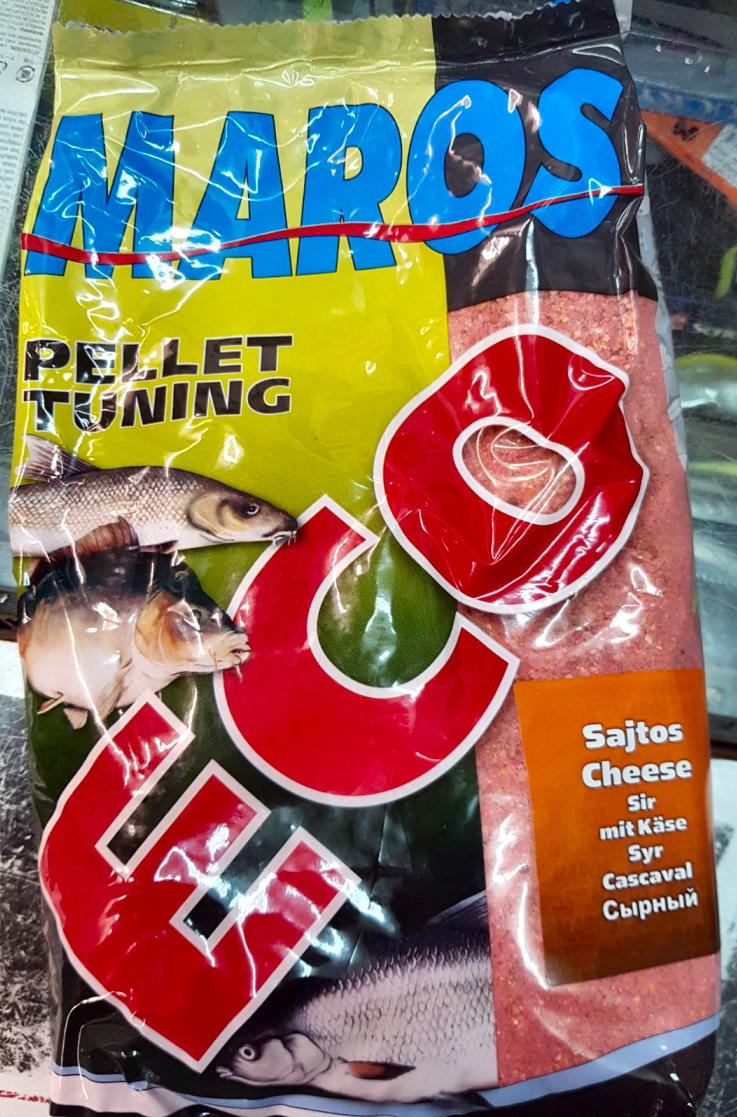 MAROS
PELLET
TUNING
ECO
Sajtos
Cheese
Sir
mit Käse
Syr
Cascaval
Сырный